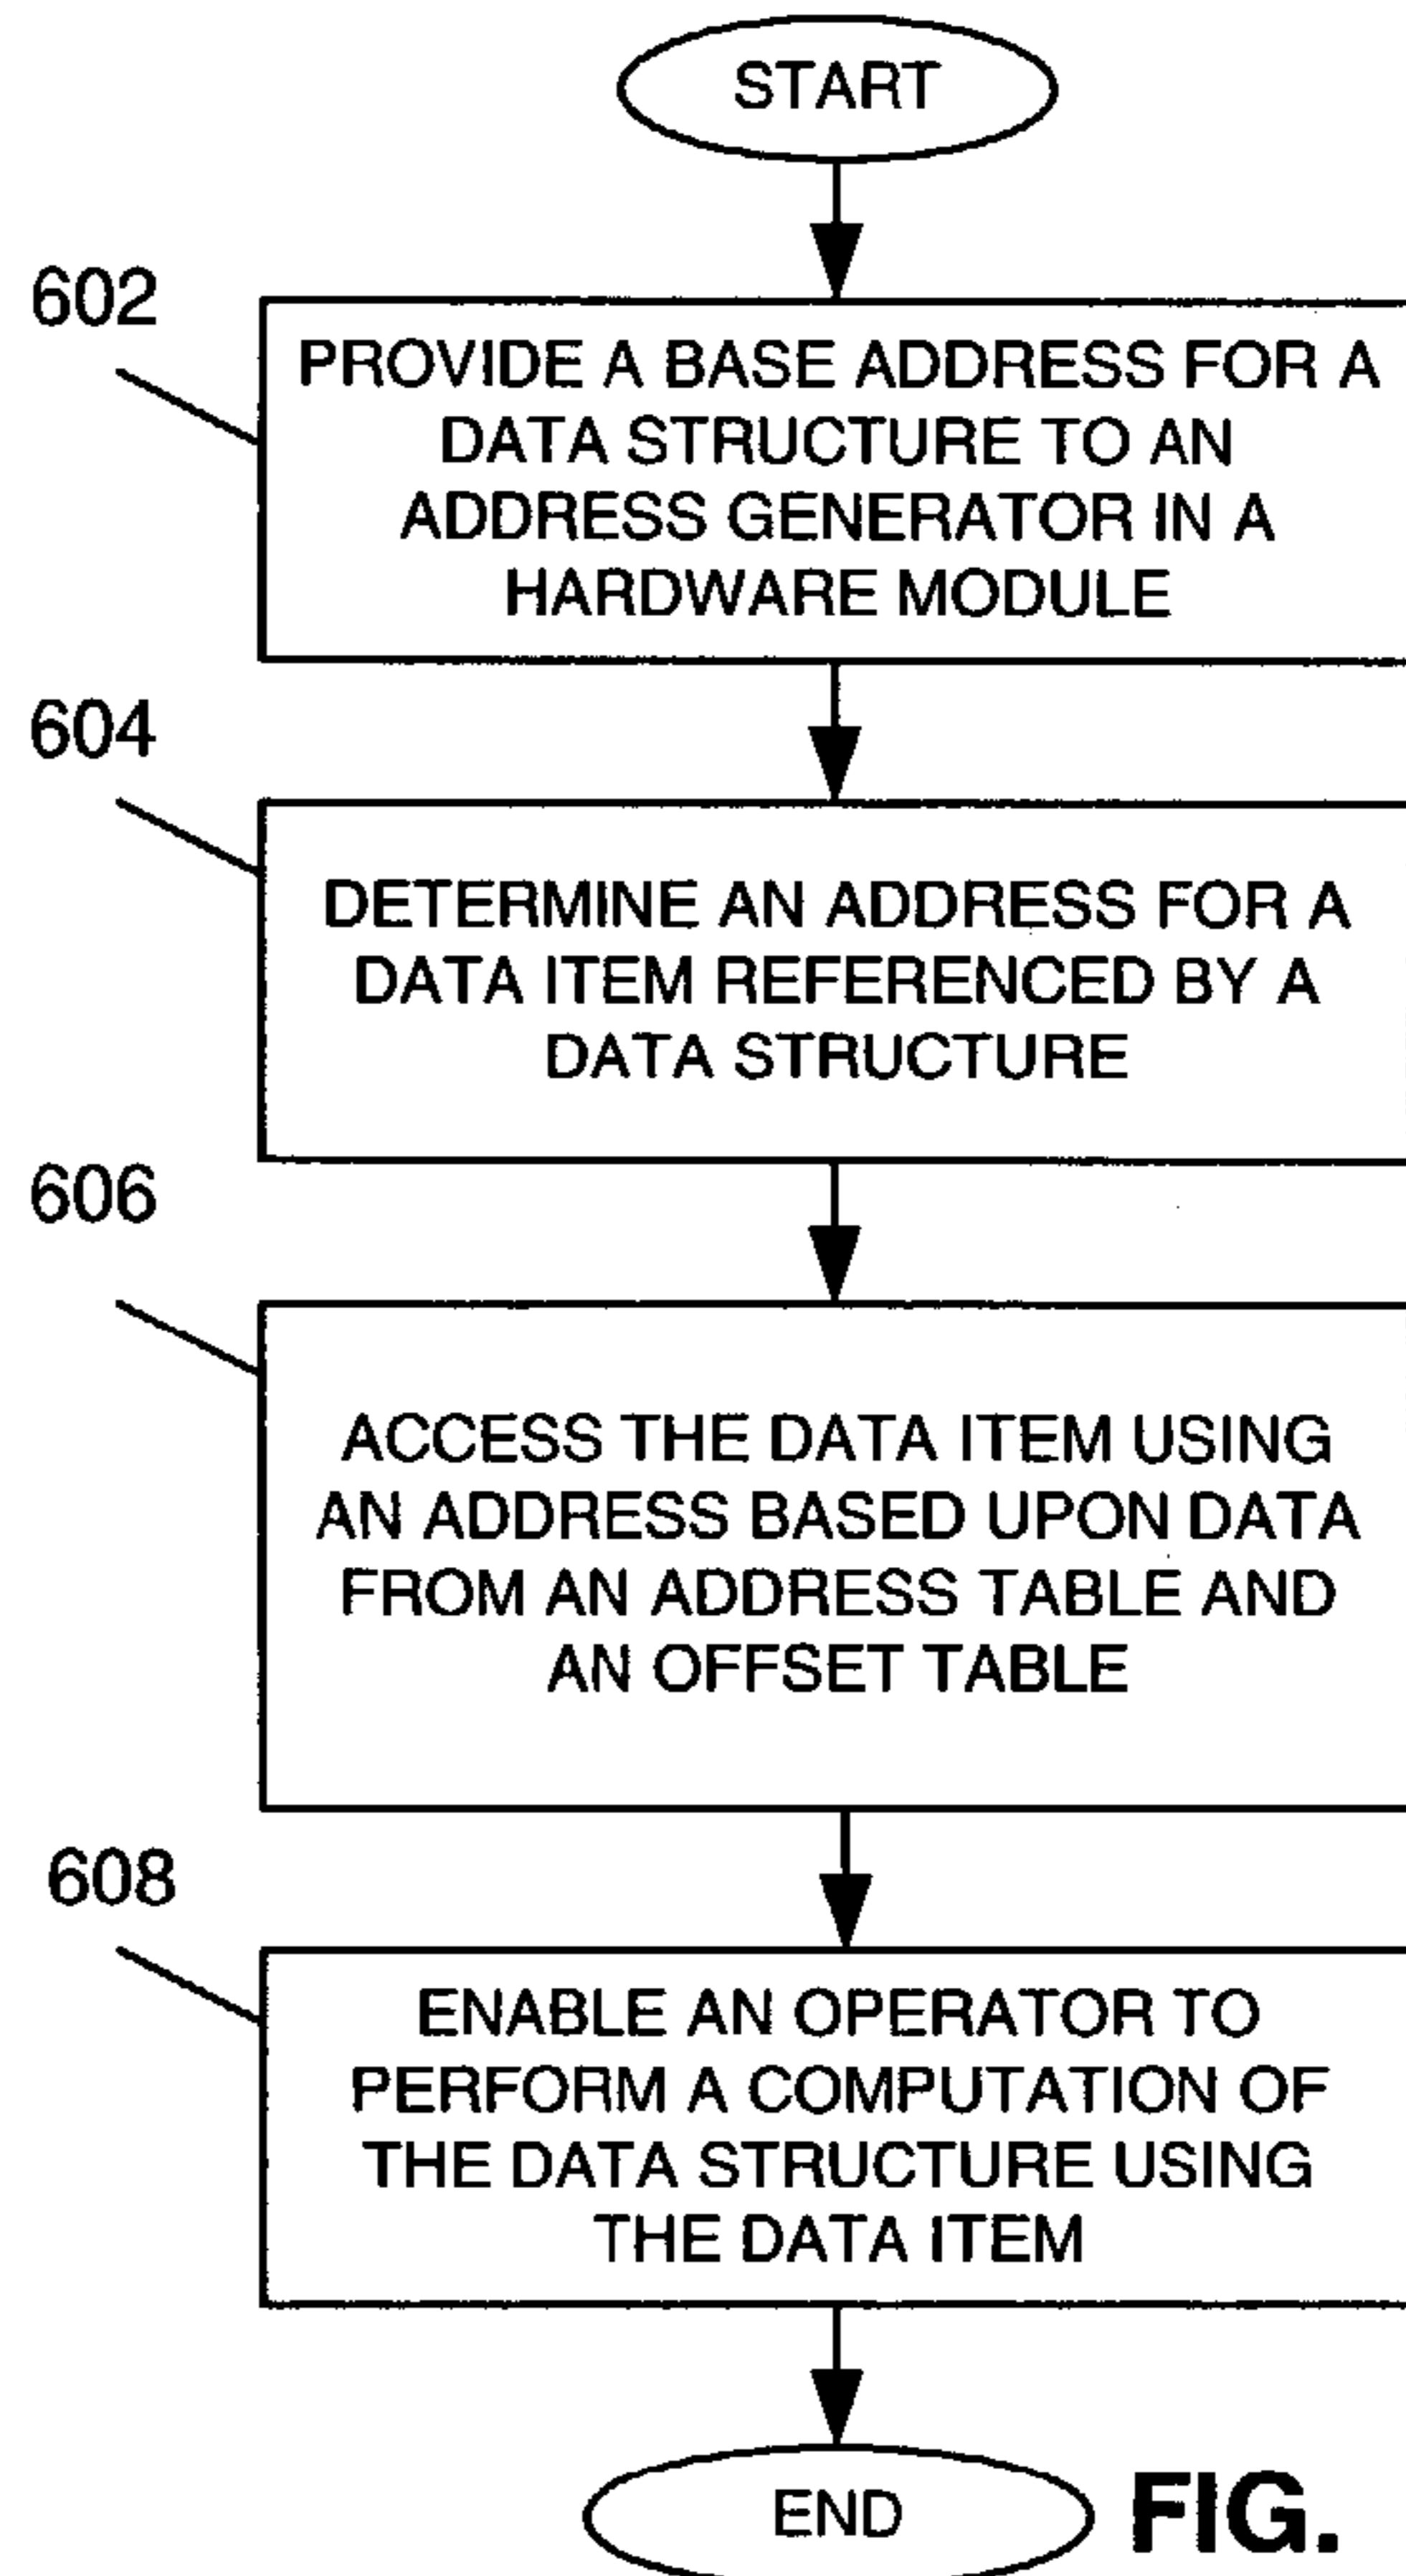 START
602
PROVIDE A BASE ADDRESS FOR A
DATA STRUCTURE TO AN
ADDRESS GENERATOR IN A
HARDWARE MODULE
604
DETERMINE AN ADDRESS FOR A
DATA ITEM REFERENCED BY A
DATA STRUCTURE
606
ACCESS THE DATA ITEM USING
AN ADDRESS BASED UPON DATA
FROM AN ADDRESS TABLE AND
AN OFFSET TABLE
608
ENABLE AN OPERATOR TO
PERFORM A COMPUTATION OF
THE DATA STRUCTURE USING
THE DATA ITEM
END
FIG.